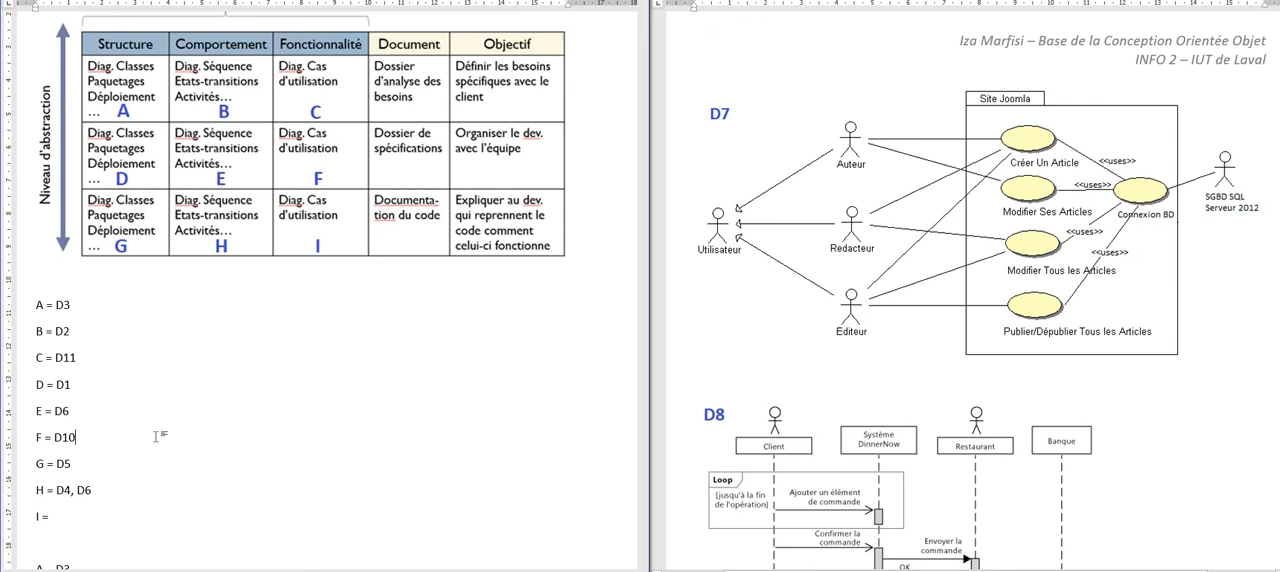 Structure Comportement Fonctionnalité Document Objectif
Diag. Classes
Paquetages
Déploiement
... A
Diag. Séquence
Etats-transitions
Activités...
B
Diag. Cas
d'utilisation
C
Dossier
d'analyse des
besoins
Définir les besoins
spécifiques avec le
client
Diag. Classes
Paquetages
Déploiement
... D
Diag. Séquence
Etats-transitions
Activités...
E
Diag. Cas
d'utilisation
F
Dossier de
spécifications
Organiser le dev.
avec l'équipe
Diag. Classes
Paquetages
Déploiement
... G
Diag. Séquence
Etats-transitions
Activités...
H
Diag. Cas
d'utilisation
I
Documenta-
tion du code
Expliquer au dev.
qui reprennent le
code comment
celui-ci fonctionne
Niveau d'abstraction
A = D3
B = D2
C = D11
D = D1
E = D6
F = D10
G = D5
H = D4, D6
I =
A = D3
Iza Marfisi – Base de la Conception Orientée Objet
INFO 2 – IUT de Laval
D7
Site Joomla
Auteur
Redacteur
Editeur
Utilisateur
Créer Un Article
Modifier Ses Articles
Modifier Tous les Articles
Publier/Dépublier Tous les Articles
<<uses>>
<<uses>>
<<uses>>
<<uses>>
Connexion BD
SGBD SQL
Serveur 2012
D8
Client
Système
DinnerNow
Restaurant
Banque
Loop
[jusqu'à la fin
de l'opération]
Ajouter un élément
de commande
Confirmer la
commande
Envoyer la
commande
OK